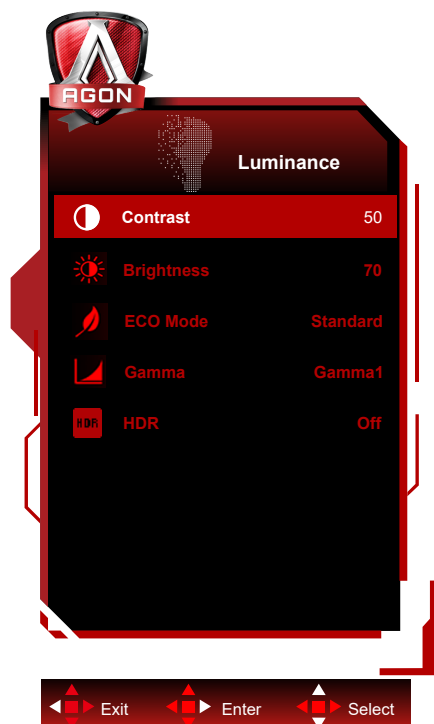 AGON
Luminance
Contrast 50
Brightness 70
ECO Mode Standard
Gamma Gamma1
HDR HDR Off
Exit Enter Select